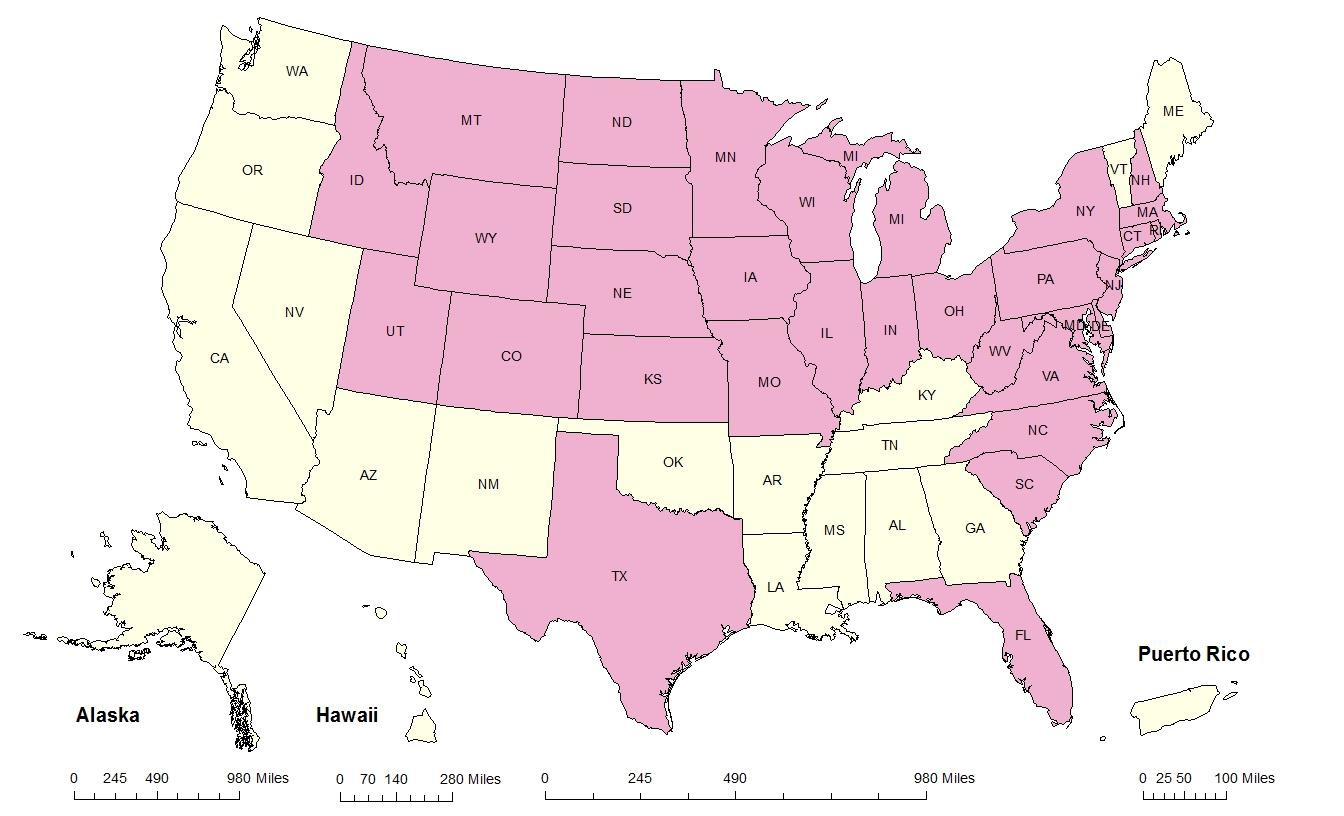 WA
MT
ND
MN
MI
ME
OR
ID
SD
WI
MI
VT
NH
NY
MA
CT
RI
WY
IA
NE
PA
NJ
NV
UT
CO
IL
IN
OH
MD
DE
CA
KS
MO
WV
VA
KY
NC
TN
AZ
NM
OK
AR
SC
MS
AL
GA
TX
LA
FL
Puerto Rico
Alaska
Hawaii
0 245 490 980 Miles
0 70 140 280 Miles
0 245 490 980 Miles
0 25 50 100 Miles